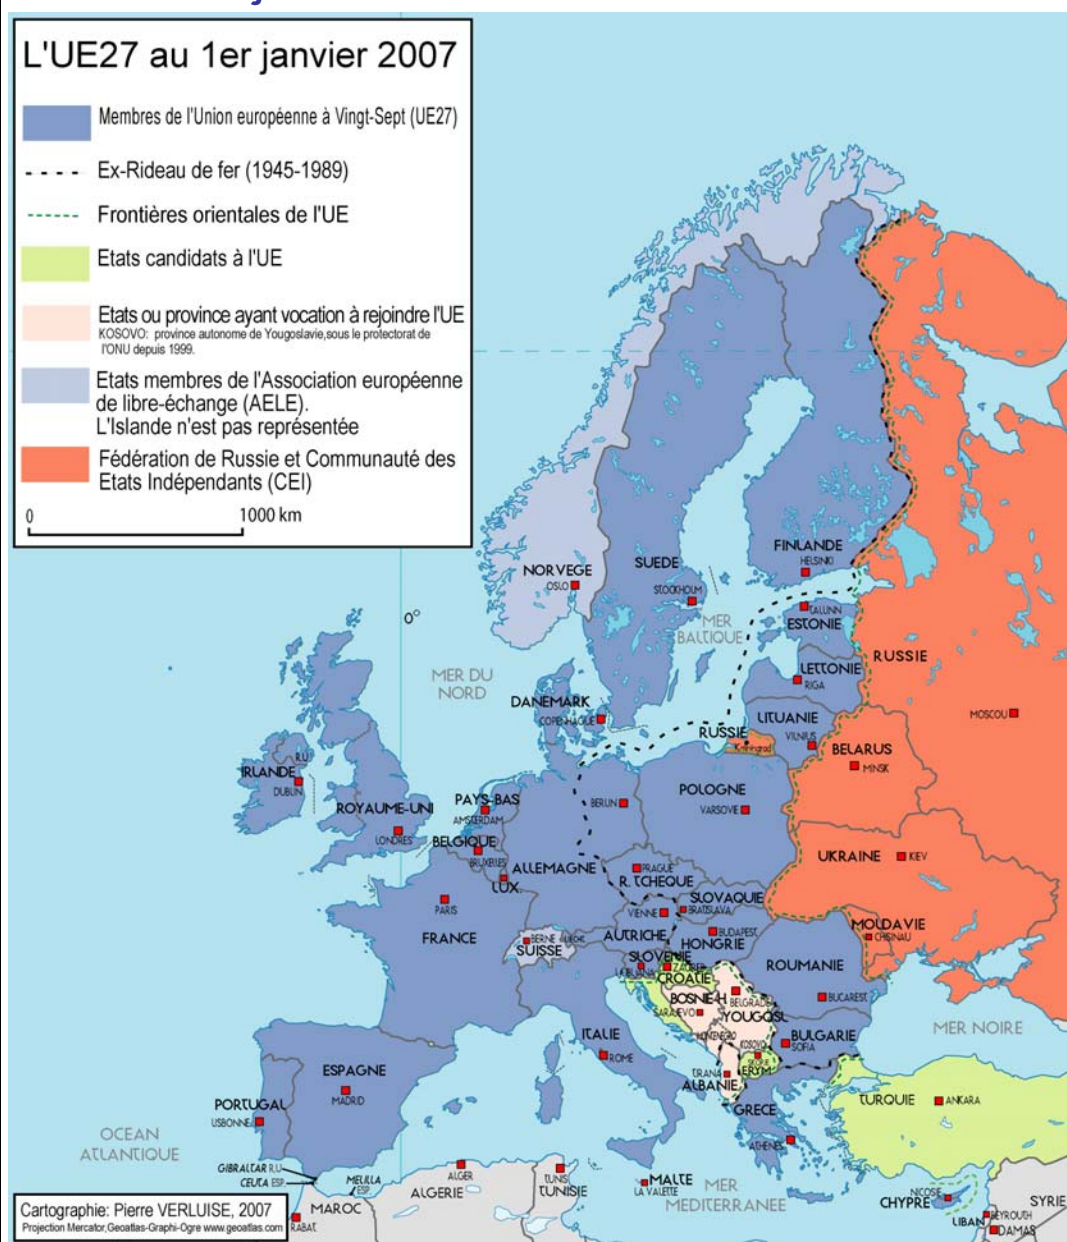 L'UE27 au 1er janvier 2007
Membres de l'Union européenne à Vingt-Sept (UE27)
Ex-Rideau de fer (1945-1989)
Frontières orientales de l'UE
Etats candidats à l'UE
Etats ou province ayant vocation à rejoindre l'UE
KOSOVO: province autonome de Yougoslavie,sous le protectorat de
l'ONU depuis 1999.
Etats membres de l'Association européenne
de libre-échange (AELE).
L'Islande n'est pas représentée
Fédération de Russie et Communauté des
Etats Indépendants (CEI)
0 1000 km
FINLANDE
HELSINKI
NORVEGE
OSLO
SUEDE
STOCKHOLM
0°
TALLINN
ESTONIE
MER
BALTIQUE
RUSSIE
LETTONIE
RIGA
MER DU
NORD
DANEMARK
COPENHAGUE
LITUANIE
VILNIUS
MOSCOU
RUSSIE
BELARUS
MINSK
R.U
IRLANDE
DUBLIN
ROYAUME-UNI
LONDRES
PAYS-BAS
AMSTERDAM
BERLIN
POLOGNE
VARSOVIE
BELGIQUE
BRUXELLES
ALLEMAGNE
LUX.
PRAGUE
R. TCHEQUE
UKRAINE
KIEV
SLOVAQUIE
BRATISLAVA
PARIS
FRANCE
VIENNE
AUTRICHE
BUDAPEST
HONGRIE
MOLDAVIE
CHISINAU
BERNE
SUISSE
SLOVENIE
ZAGREB
CROATIE
ROUMANIE
BUCAREST
BOSNIE-H.
SARAJEVO
BELGRADE
YOUGOSL
MONTENEGRO
KOSOVO
BULGARIE
SOFIA
MER NOIRE
ITALIE
ROME
SKOPJE
ERYM
TIRANA
ALBANIE
ESPAGNE
MADRID
PORTUGAL
LISBONNE
GRECE
ATHENES
TURQUIE
ANKARA
OCEAN
ATLANTIQUE
GIBRALTAR R.U
CEUTA ESP.
MELILLA
ESP.
MAROC
RABAT
ALGER
ALGERIE
TUNIS
TUNISIE
MALTE
LA VALETTE
MER
MEDITERRANEE
NICOSIE
CHYPRE
LIBAN
BEYROUTH
SYRIE
DAMAS
Cartographie: Pierre VERLUISE, 2007
Projection Mercator,Geoatlas-Graphi-Ogre www.geoatlas.com